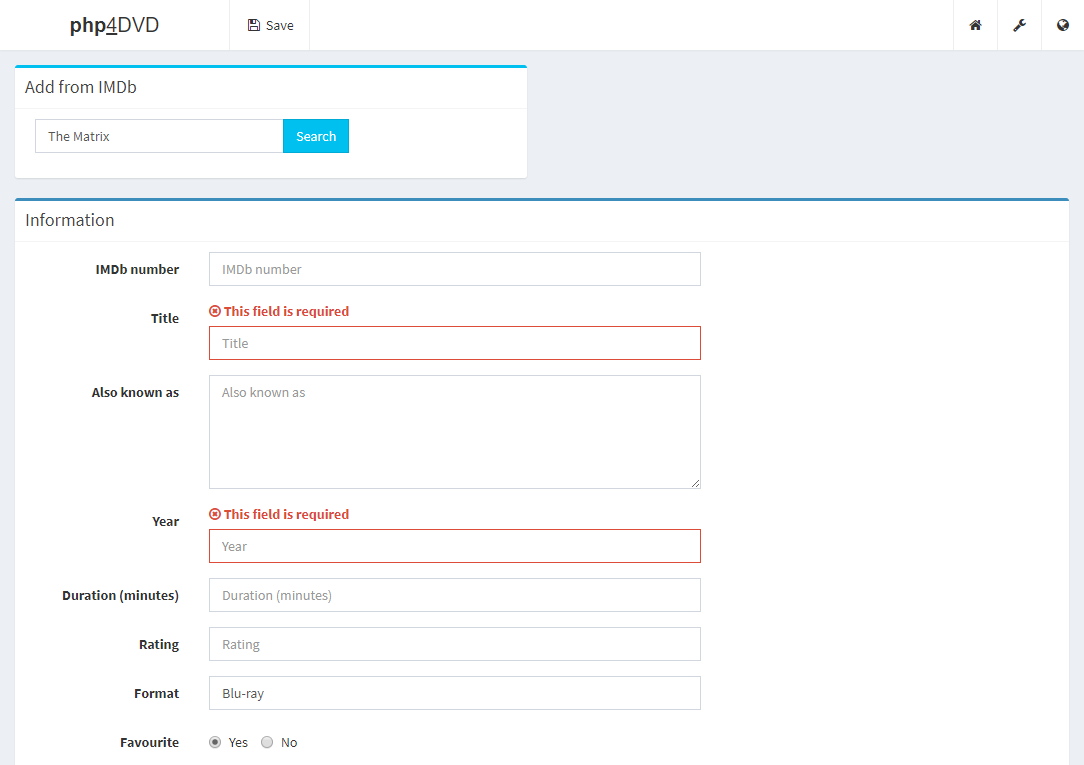 php4DVD
Save
Add from IMDb
The Matrix
Search
Information
IMDb number
IMDb number
This field is required
Title
Title
Also known as
Also known as
This field is required
Year
Year
Duration (minutes)
Duration (minutes)
Rating
Rating
Format
Blu-ray
Favourite
Yes No